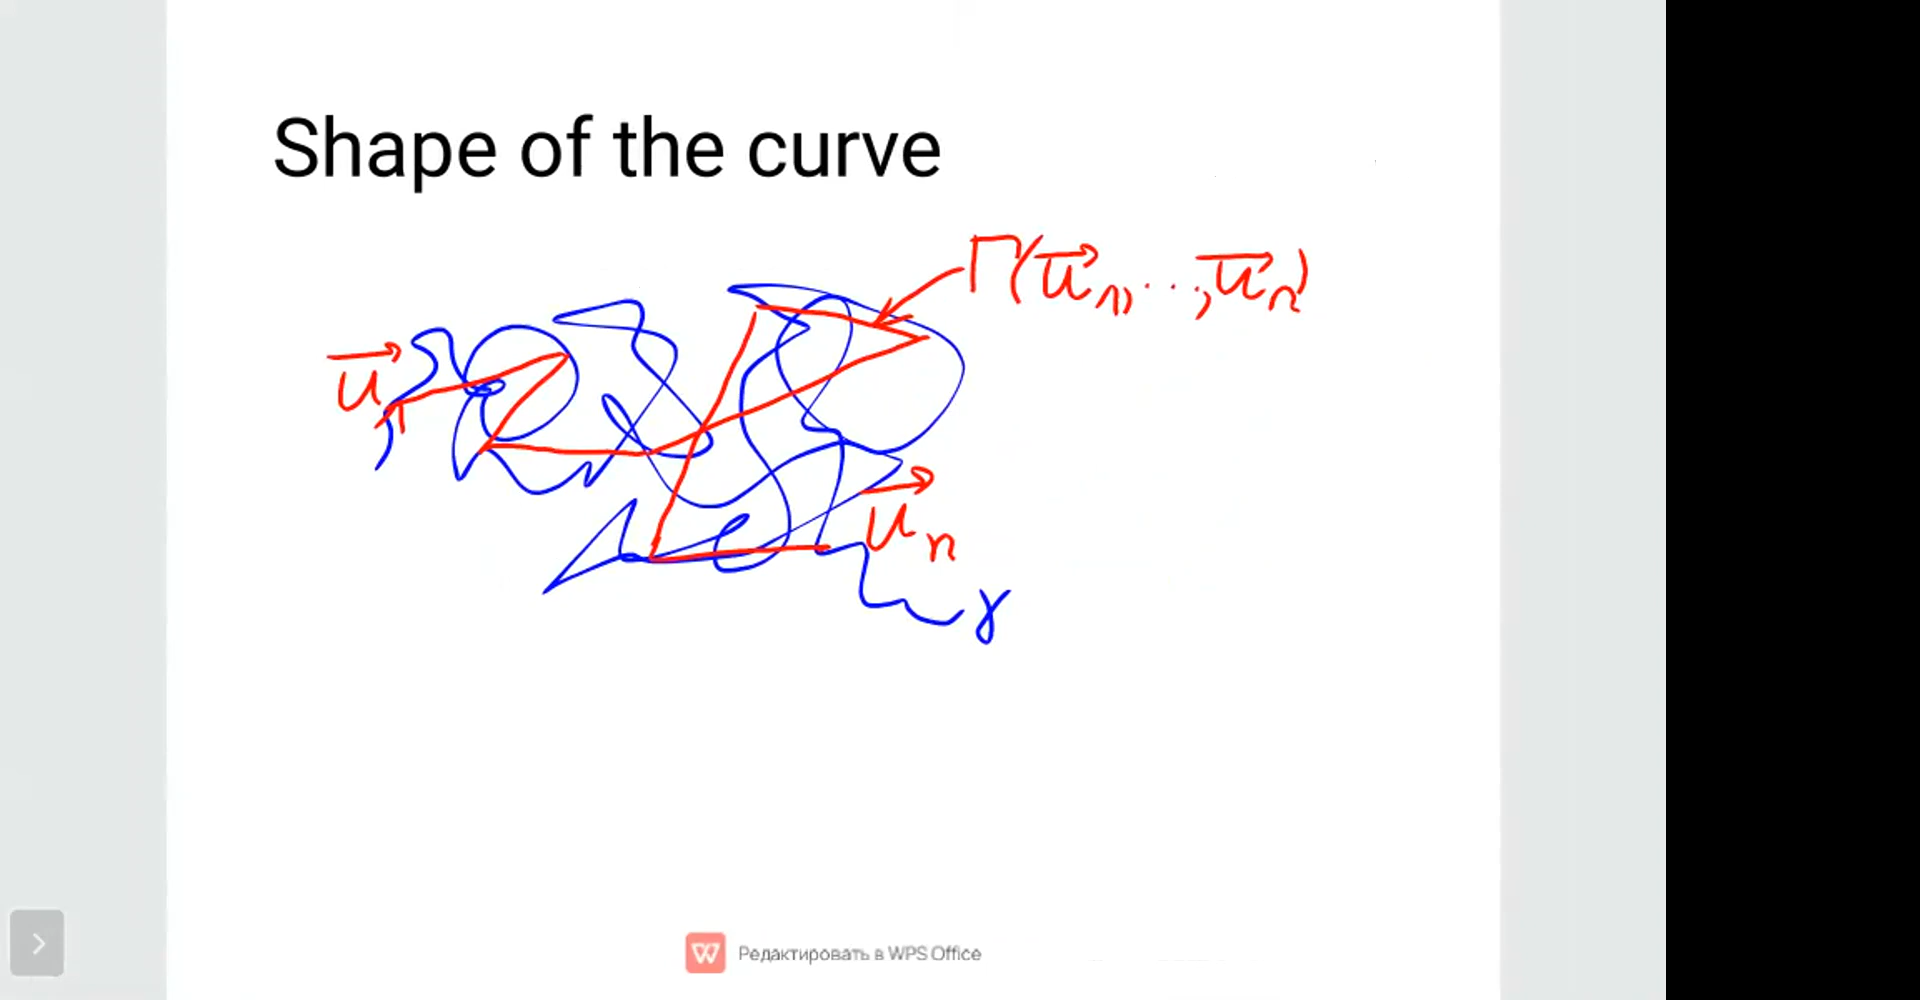 Shape of the curve
Γ(u⃗₁, ..., u⃗ₙ)
u⃗₁
u⃗ₙ
γ
Редактировать в WPS Office